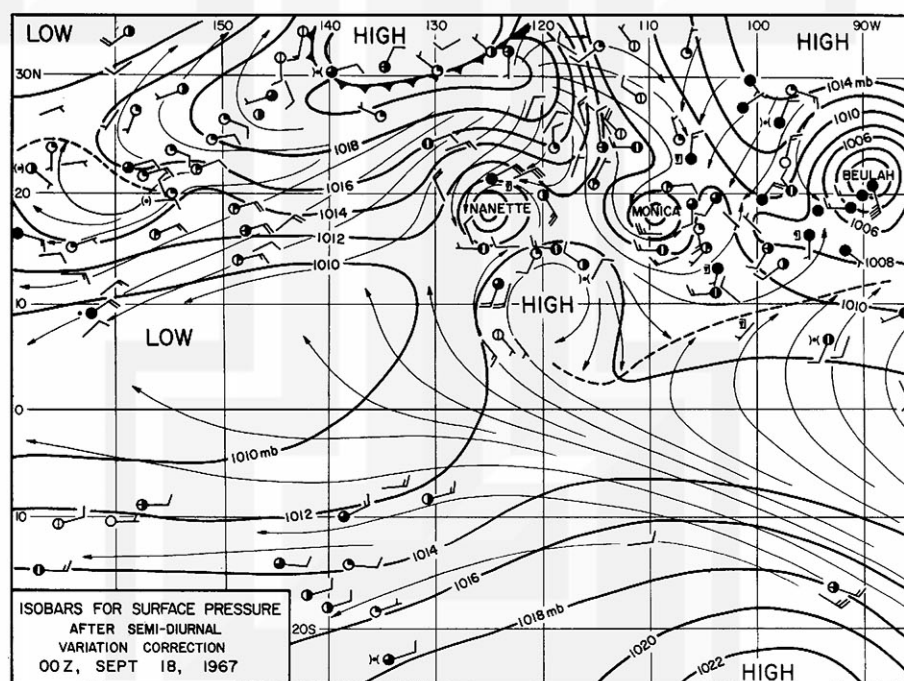 150 140 130 120 110 100 90W
LOW
HIGH
HIGH
30N
1014 mb
1010
1006
1018
BEULAH
20
1016
NANETTE
MONICA
1014
1006
1012
1010
1008
10
HIGH
1010
LOW
0
1010 mb
10
1012
1014
1016
1018 mb
ISOBARS FOR SURFACE PRESSURE
AFTER SEMI-DIURNAL
VARIATION CORRECTION
00Z, SEPT 18, 1967
20S
1020
1022
HIGH